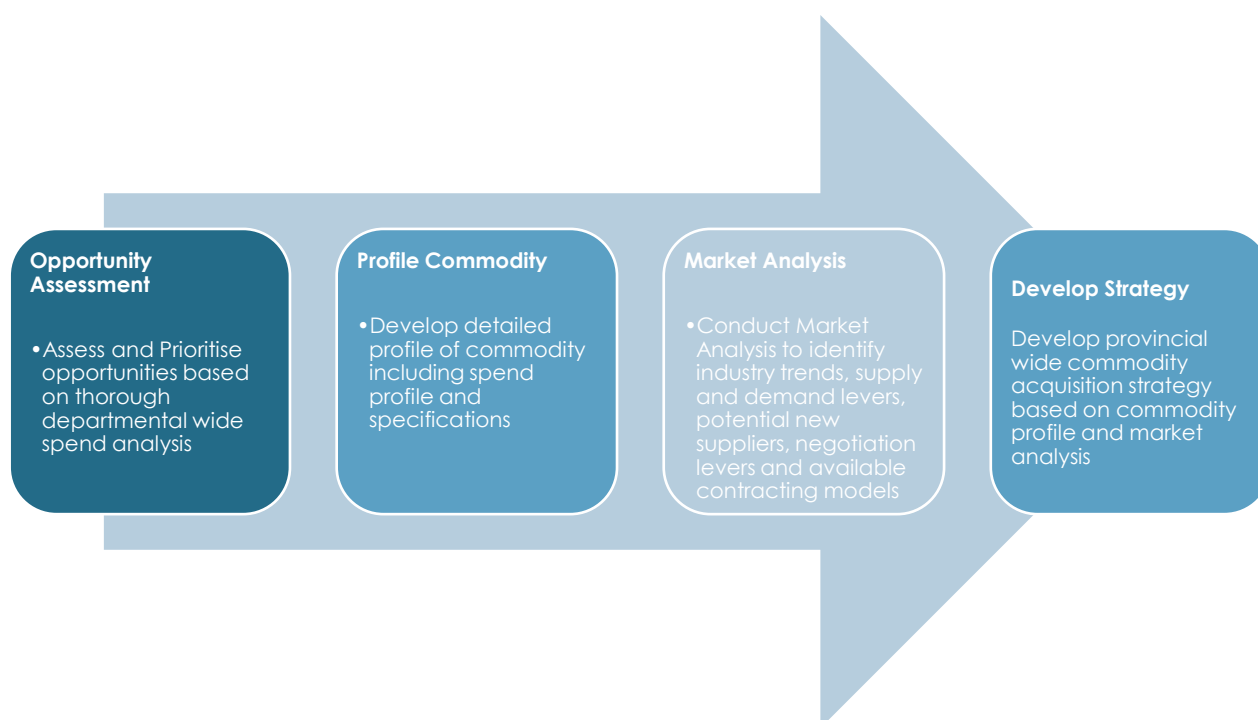 Opportunity
Assessment
•Assess and Prioritise
opportunities based
on thorough
departmental wide
spend analysis
Profile Commodity
•Develop detailed
profile of commodity
including spend
profile and
specifications
Market Analysis
•Conduct Market
Analysis to identify
industry trends, supply
and demand levers,
potential new
suppliers, negotiation
levers and available
contracting models
Develop Strategy
Develop provincial
wide commodity
acquisition strategy
based on commodity
profile and market
analysis